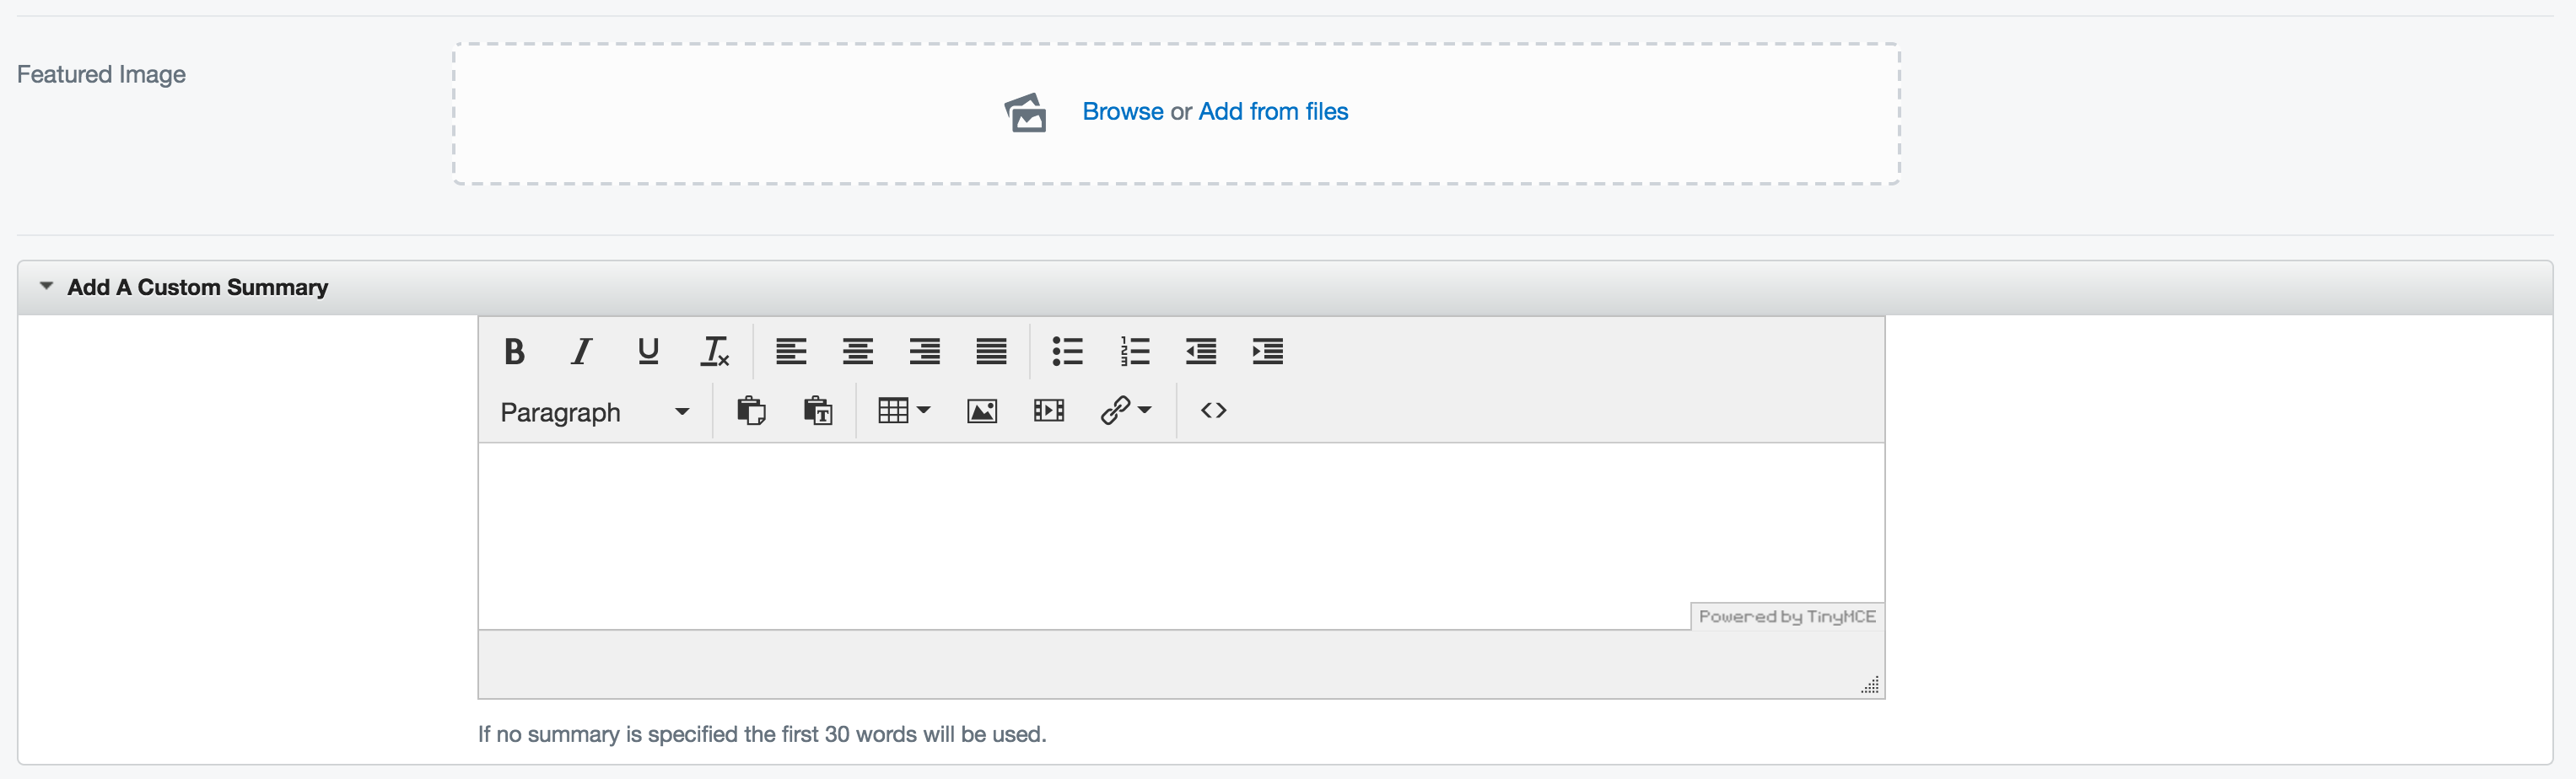 Featured Image
Browse or Add from files
Add A Custom Summary
B I U Tx
Paragraph
Powered by TinyMCE
If no summary is specified the first 30 words will be used.